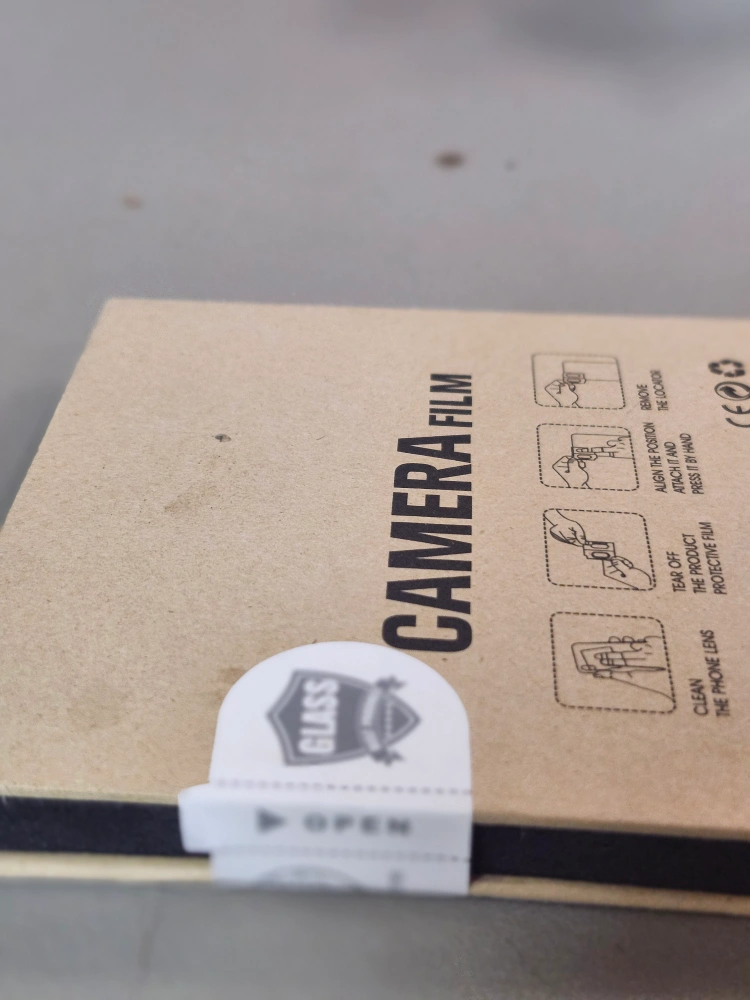 CAMERA FILM
CLEAN
THE PHONE LENS
TEAR OFF
THE PRODUCT
PROTECTIVE FILM
ALIGN THE POSITION
ATTACH IT AND
PRESS IT BY HAND
REMOVE
THE LOCATOR
CE
GLASS
OPEN